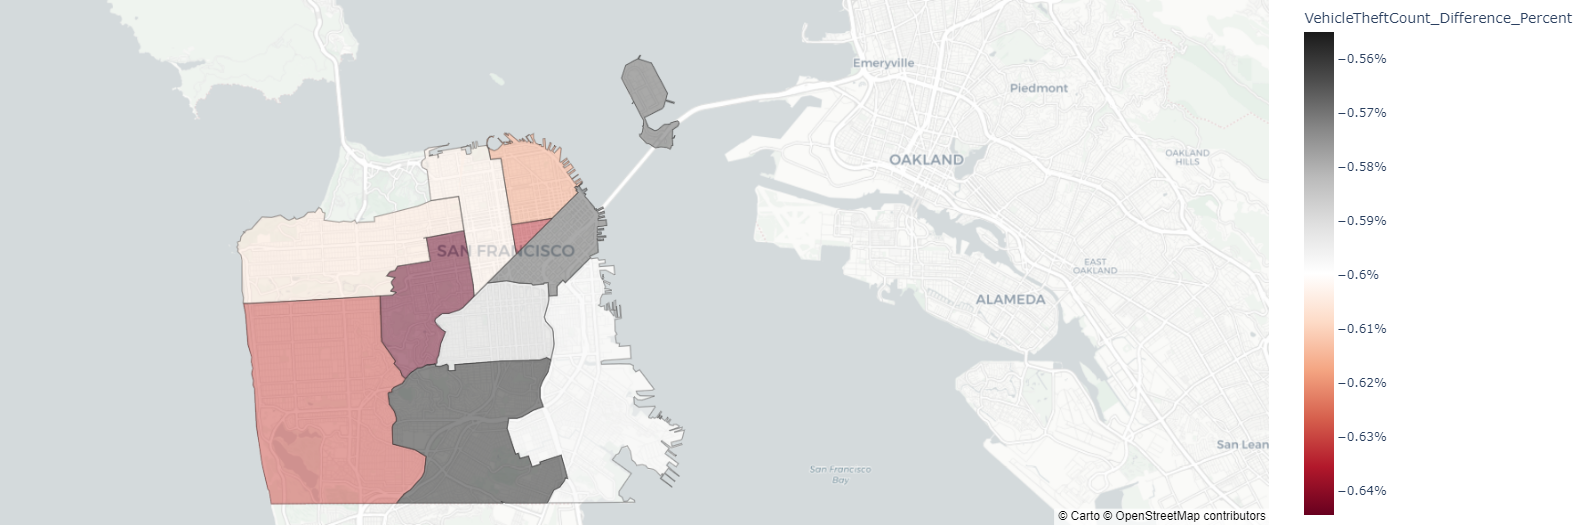 VehicleTheftCount_Difference_Percent
−0.56%
−0.57%
−0.58%
−0.59%
−0.6%
−0.61%
−0.62%
−0.63%
−0.64%
Emeryville
Piedmont
OAKLAND
OAKLAND
HILLS
SAN FRANCISCO
EAST
OAKLAND
ALAMEDA
San Lean
San Francisco
Bay
© Carto © OpenStreetMap contributors